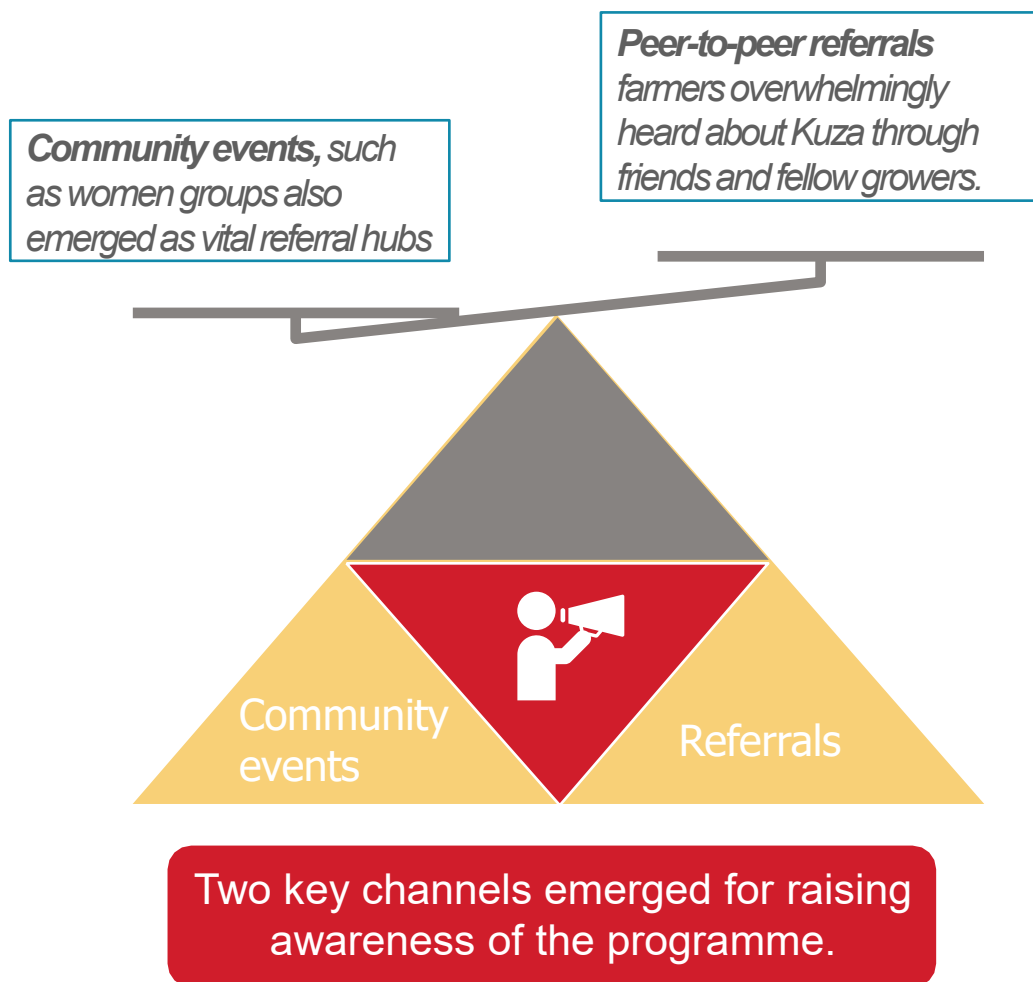 Peer-to-peer referrals
farmers overwhelmingly
heard about Kuza through
friends and fellow growers.
Community events, such
as women groups also
emerged as vital referral hubs
Community
events
Referrals
Two key channels emerged for raising
awareness of the programme.